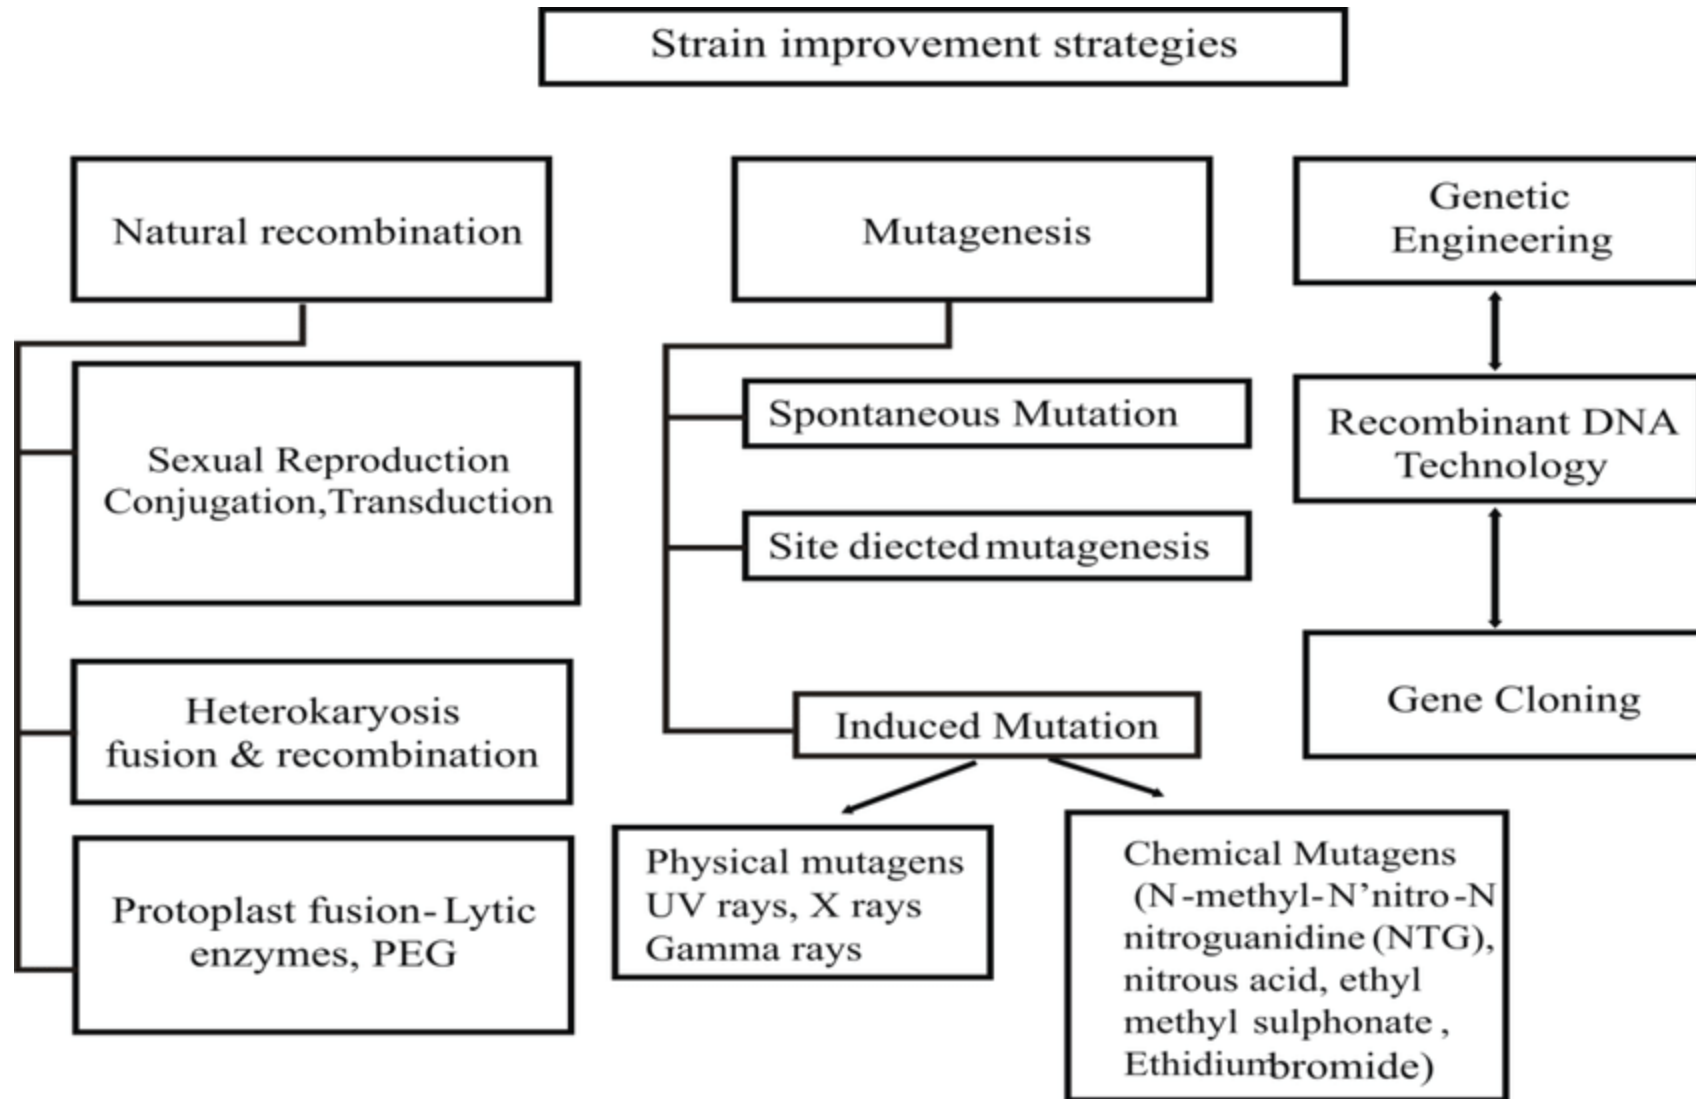 Strain improvement strategies
Natural recombination
Sexual Reproduction
Conjugation,Transduction
Heterokaryosis
fusion & recombination
Protoplast fusion-Lytic
enzymes, PEG
Mutagenesis
Spontaneous Mutation
Site diected mutagenesis
Induced Mutation
Physical mutagens
UV rays, X rays
Gamma rays
Chemical Mutagens
(N-methyl-N’nitro-N
nitroguanidine (NTG),
nitrous acid, ethyl
methyl sulphonate ,
Ethidium bromide)
Genetic
Engineering
Recombinant DNA
Technology
Gene Cloning